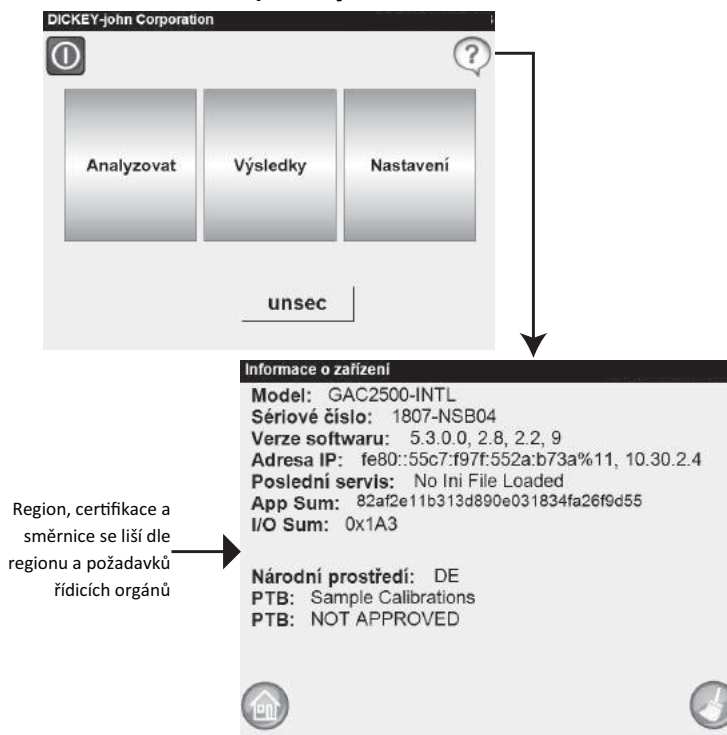 DICKEY-john Corporation
?
Analyzovat
Výsledky
Nastavení
unsec
Informace o zařízení
Model: GAC2500-INTL
Sériové číslo: 1807-NSB04
Verze softwaru: 5.3.0.0, 2.8, 2.2, 9
Adresa IP: fe80::55c7:f97f:552a:b73a%11, 10.30.2.4
Poslední servis: No Ini File Loaded
App Sum: 82af2e11b313d890e031834fa26f9d55
I/O Sum: 0x1A3
Region, certifikace a
směrnice se liší dle
regionu a požadavků
řídicích orgánů
Národní prostředí: DE
PTB: Sample Calibrations
PTB: NOT APPROVED